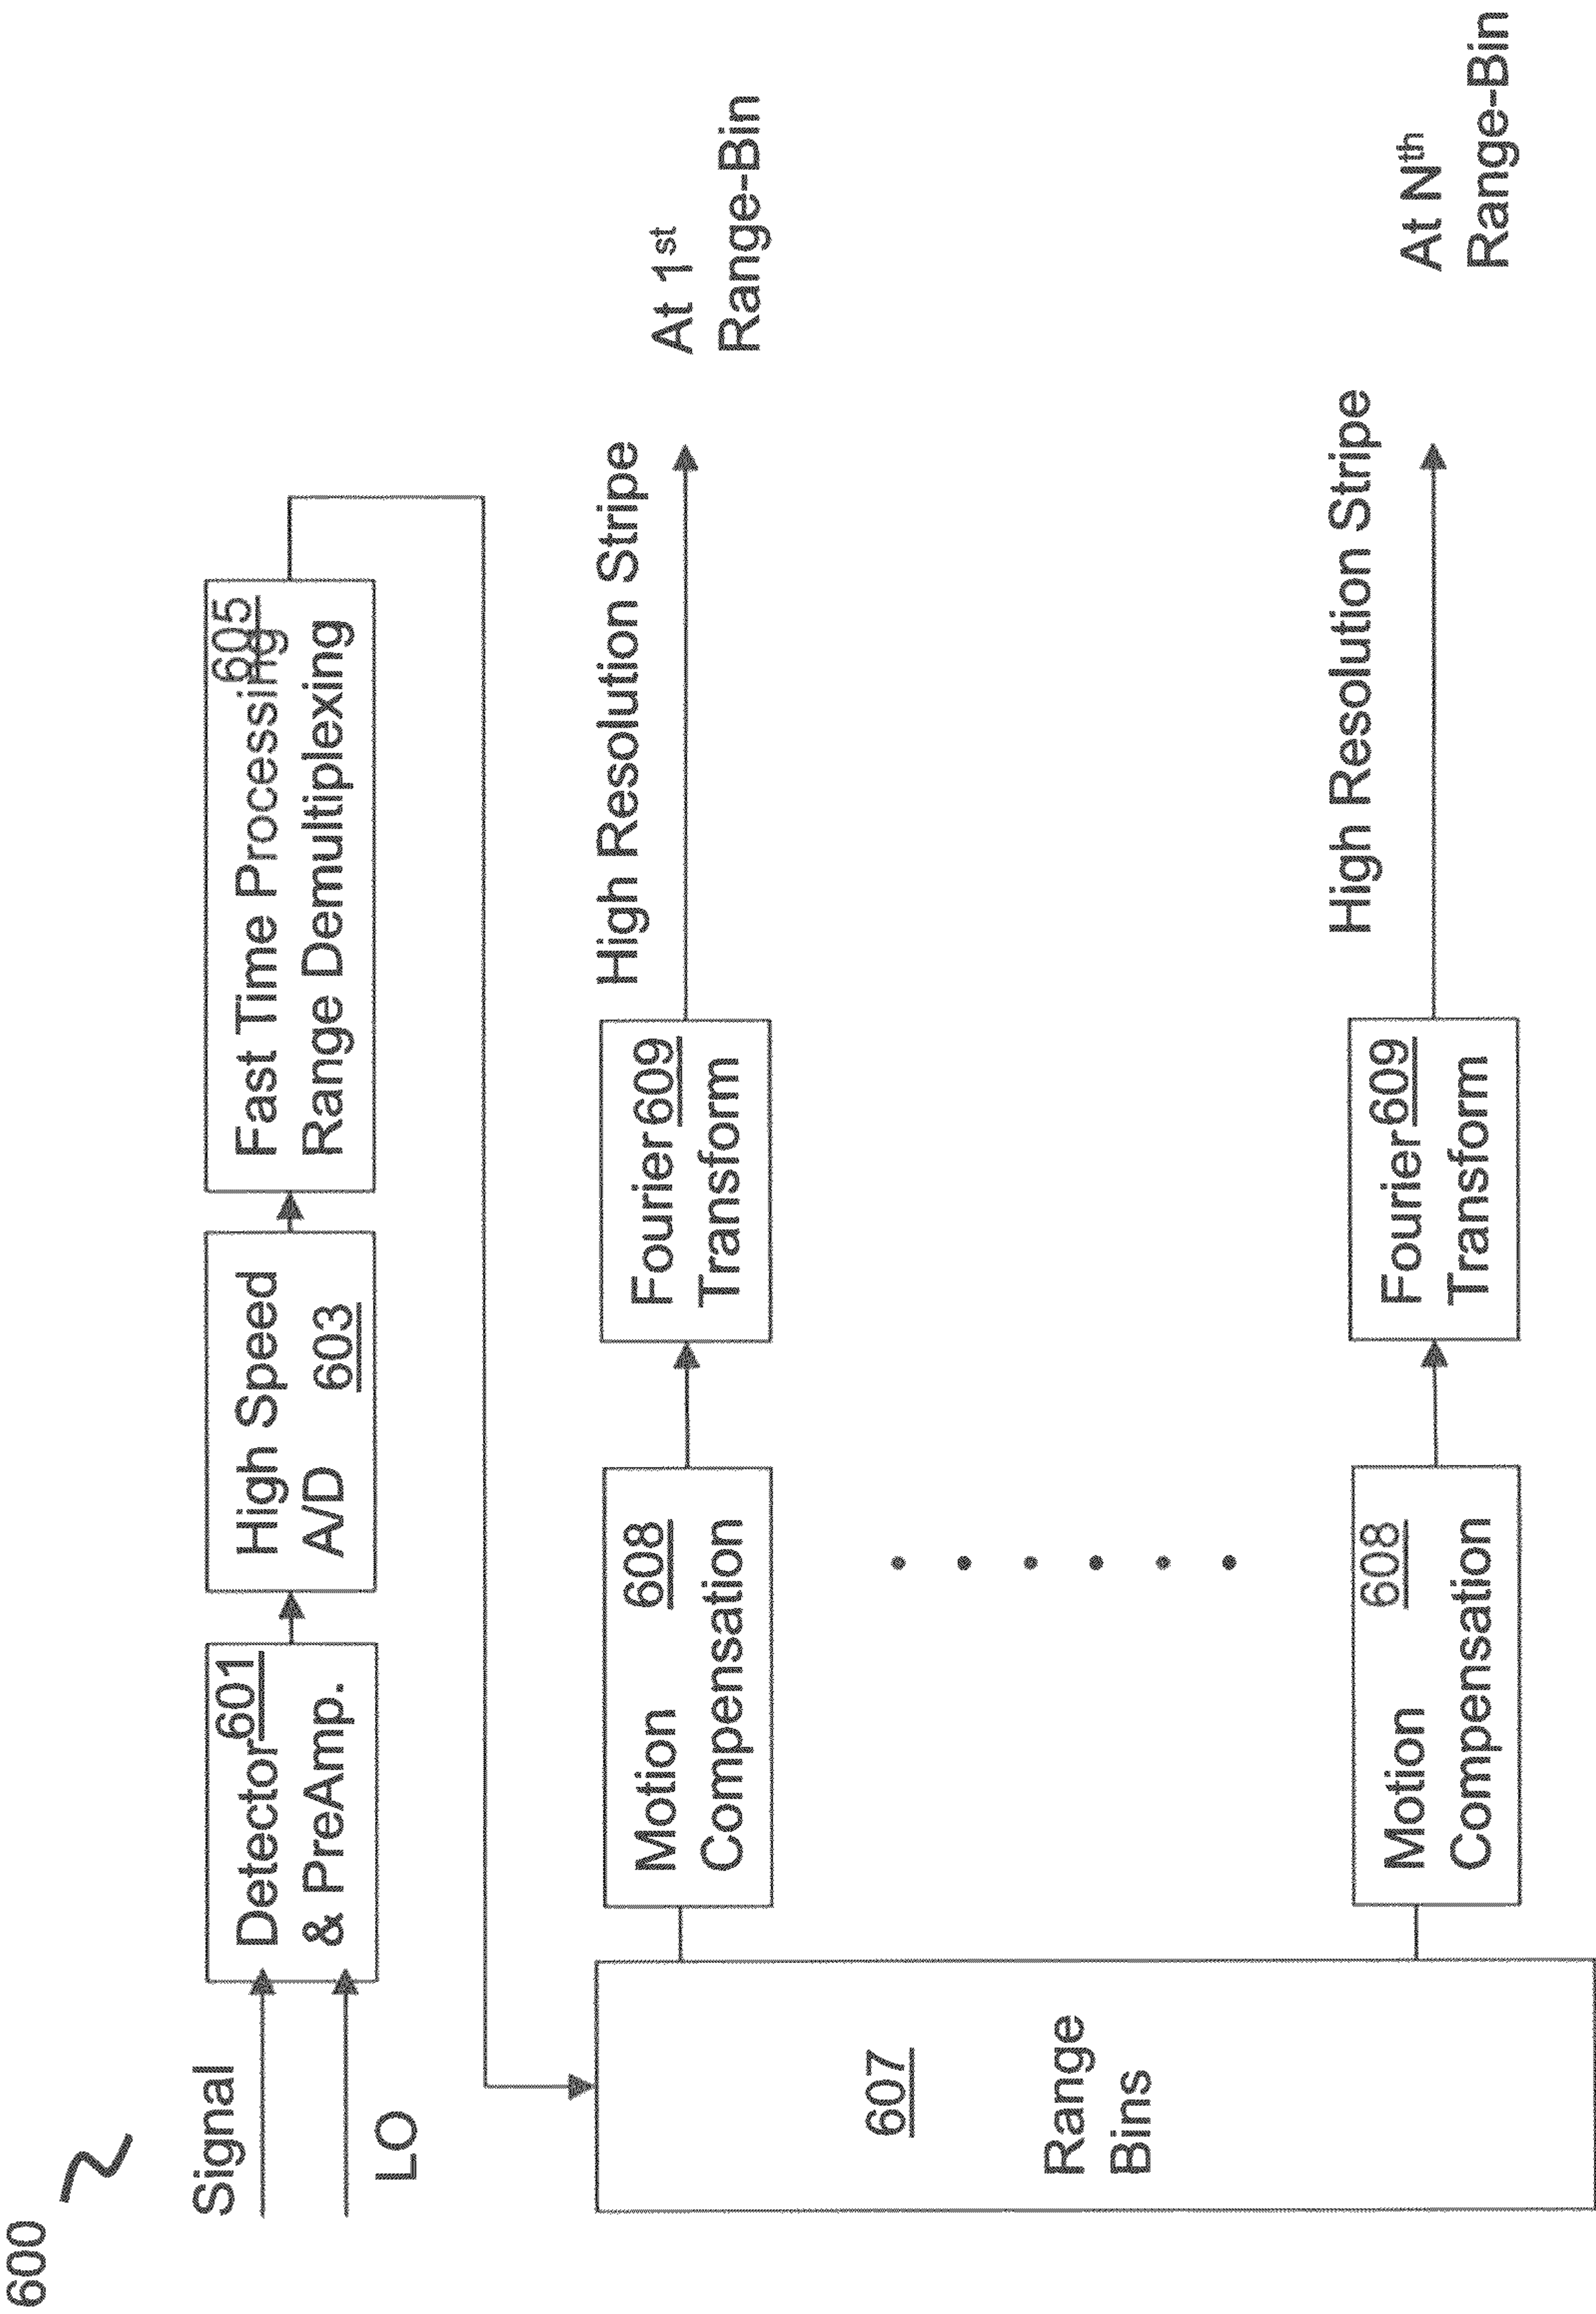 600
Signal
LO
Detector 601
& PreAmp.
High Speed
A/D 603
605
Fast Time Processing
Range Demultiplexing
607
Range
Bins
608
Motion
Compensation
Fourier 609
Transform
High Resolution Stripe
At 1st
Range-Bin
608
Motion
Compensation
Fourier 609
Transform
High Resolution Stripe
At Nth
Range-Bin